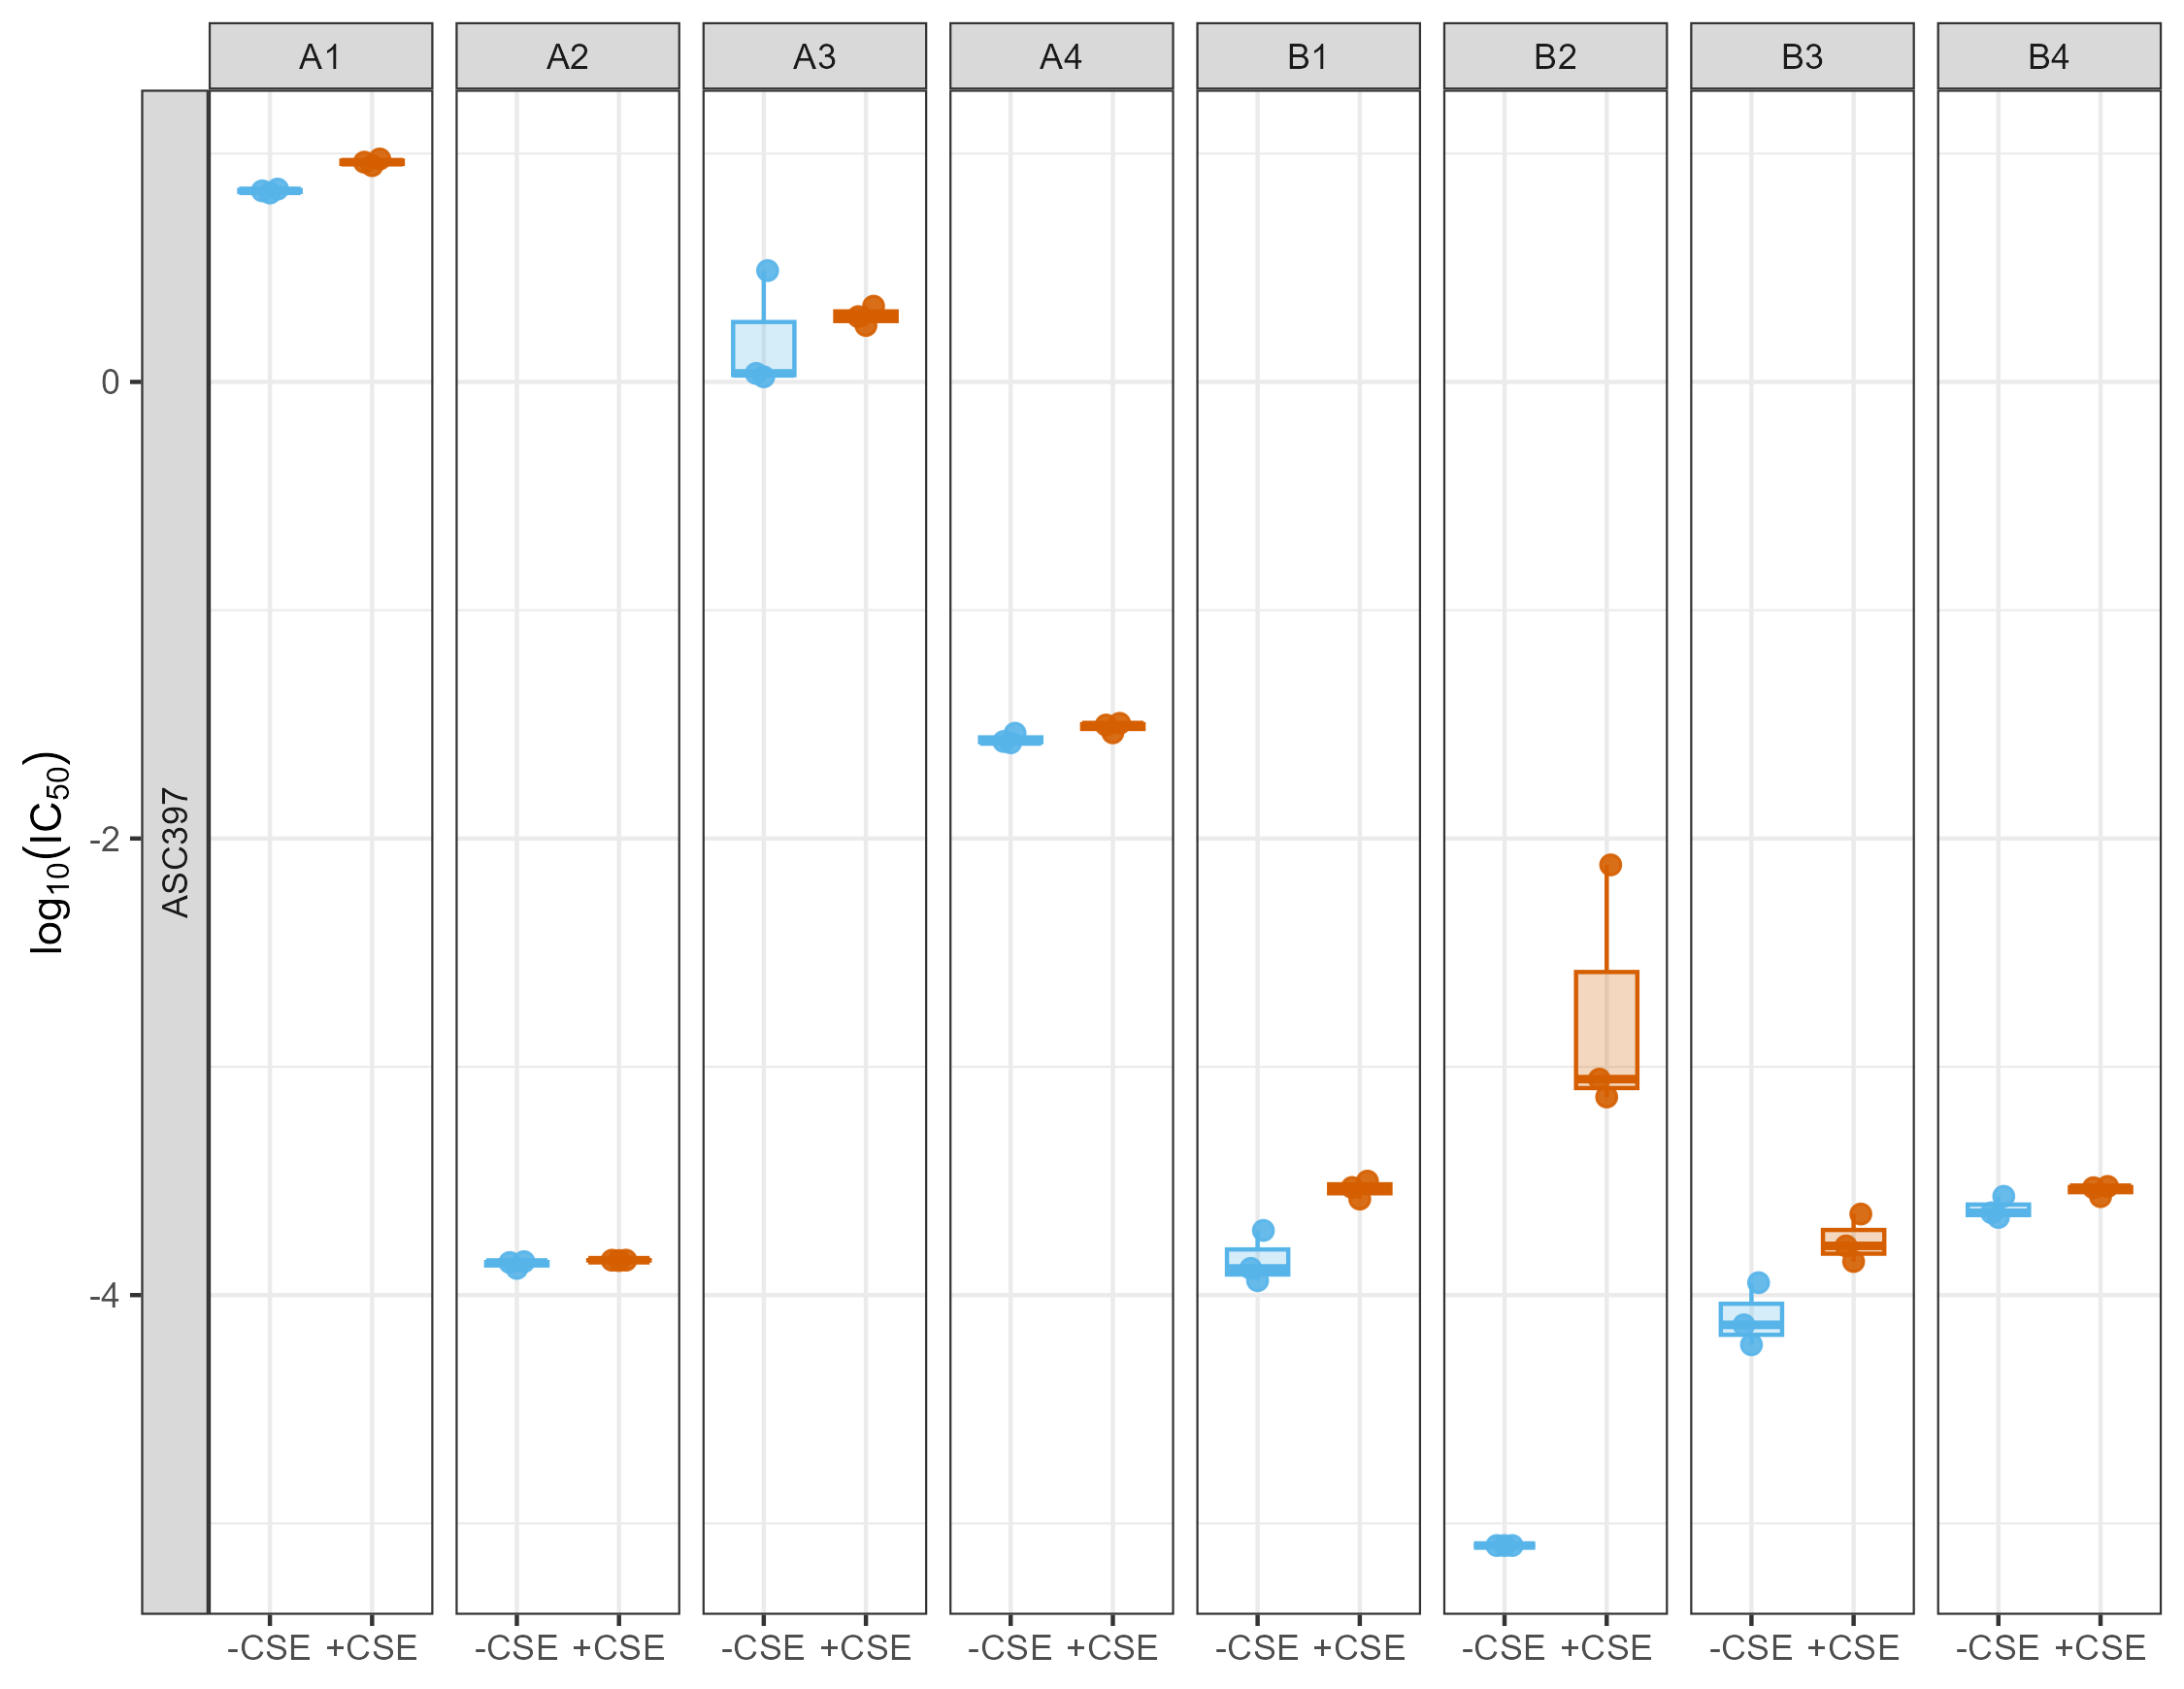 A1 A2 A3 A4 B1 B2 B3 B4
0
-2
-4
log10(IC50)
ASC397
-CSE +CSE -CSE +CSE -CSE +CSE -CSE +CSE -CSE +CSE -CSE +CSE -CSE +CSE -CSE +CSE